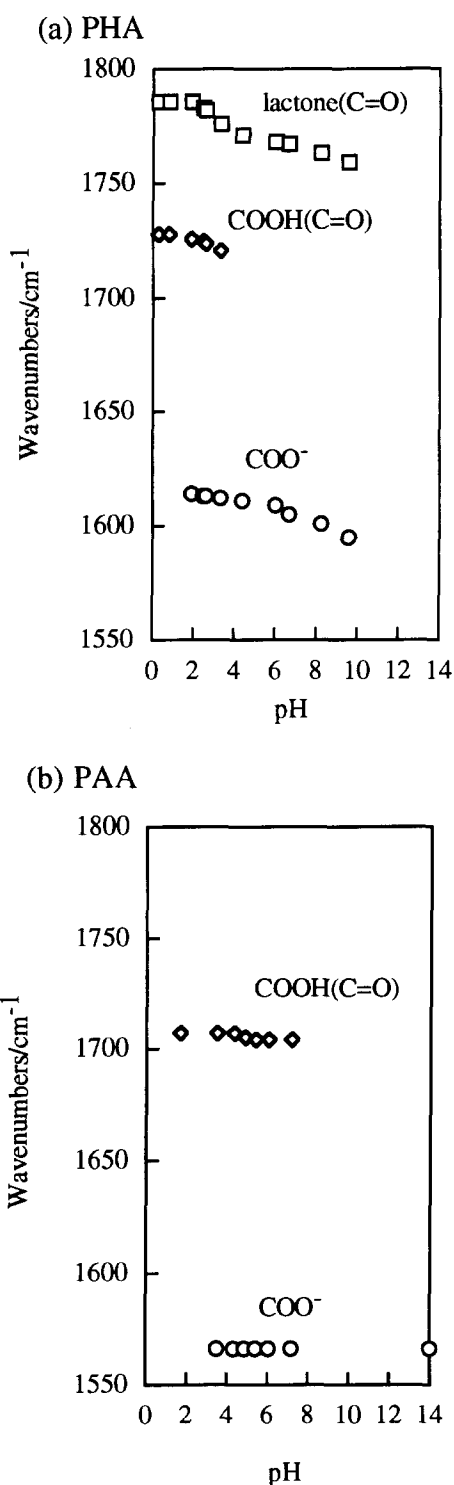 (a) PHA
1800
lactone(C=O)
1750
COOH(C=O)
1700
Wavenumbers/cm⁻¹
1650
COO⁻
1600
1550
0 2 4 6 8 10 12 14
pH
(b) PAA
1800
1750
COOH(C=O)
1700
Wavenumbers/cm⁻¹
1650
1600
COO⁻
1550
0 2 4 6 8 10 12 14
pH